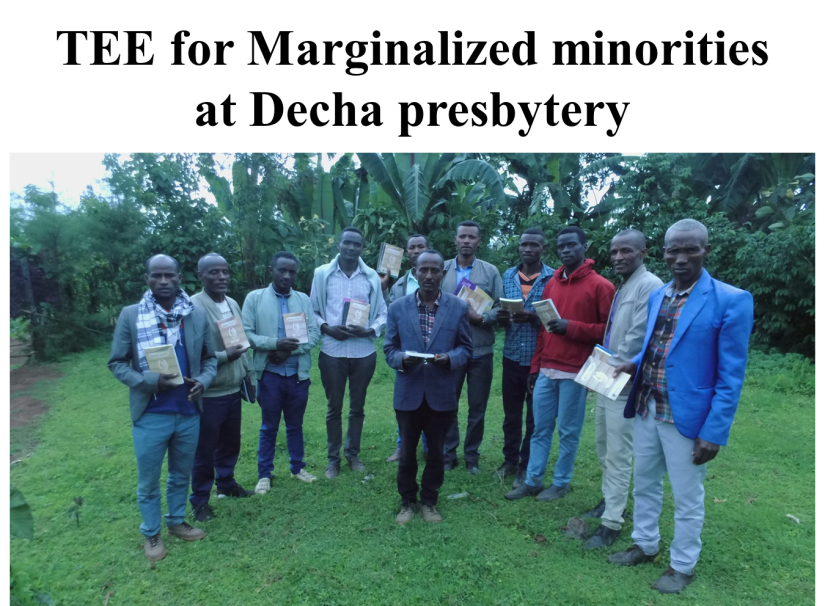 TEE for Marginalized minorities
at Decha presbytery